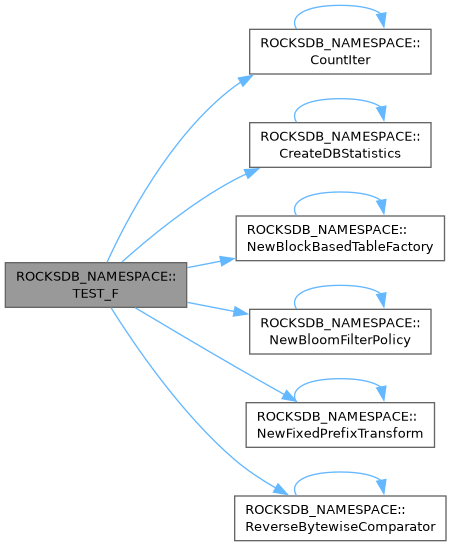 ROCKSDB_NAMESPACE::
CountIter
ROCKSDB_NAMESPACE::
CreateDBStatistics
ROCKSDB_NAMESPACE::
NewBlockBasedTableFactory
ROCKSDB_NAMESPACE::
TEST_F
ROCKSDB_NAMESPACE::
NewBloomFilterPolicy
ROCKSDB_NAMESPACE::
NewFixedPrefixTransform
ROCKSDB_NAMESPACE::
ReverseBytewiseComparator